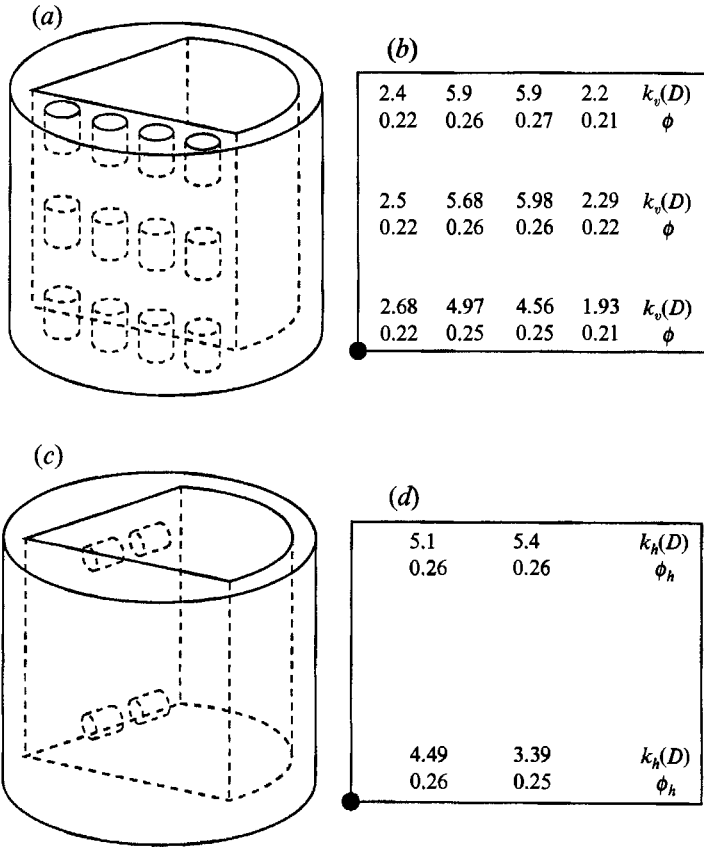 (a)
(b)
2.4 5.9 5.9 2.2 k_v(D)
0.22 0.26 0.27 0.21 ϕ
2.5 5.68 5.98 2.29 k_v(D)
0.22 0.26 0.26 0.22 ϕ
2.68 4.97 4.56 1.93 k_v(D)
0.22 0.25 0.25 0.21 ϕ
(c)
(d)
5.1 5.4 k_h(D)
0.26 0.26 ϕ_h
4.49 3.39 k_h(D)
0.26 0.25 ϕ_h